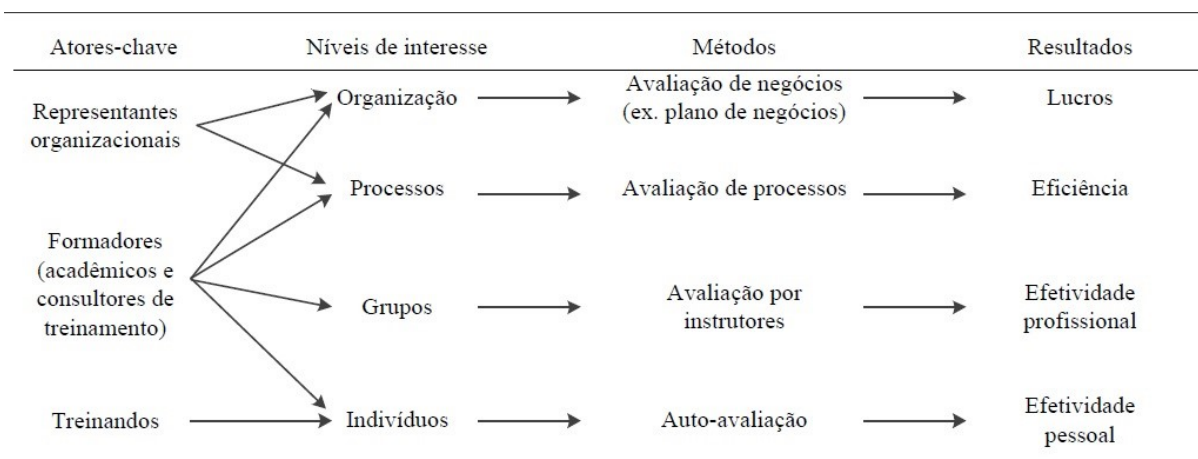 Atores-chave Níveis de interesse Métodos Resultados
Representantes
organizacionais
Organização
Avaliação de negócios
(ex. plano de negócios)
Lucros
Processos
Avaliação de processos
Eficiência
Formadores
(acadêmicos e
consultores de
treinamento)
Grupos
Avaliação por
instrutores
Efetividade
profissional
Treinandos
Indivíduos
Auto-avaliação
Efetividade
pessoal